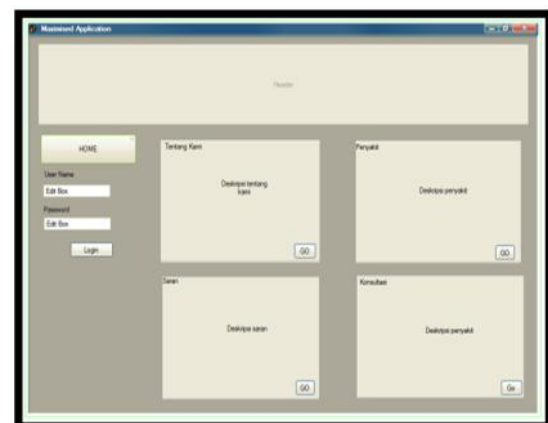 Maximised Application
Header
HOME
User Name
Edit Box
Password
Edit Box
Login
Tentang Kami
Deskripsi tentang
kami
GO
Penyakit
Deskripsi penyakit
GO
Saran
Deskripsi saran
GO
Konsultasi
Deskripsi penyakit
Go